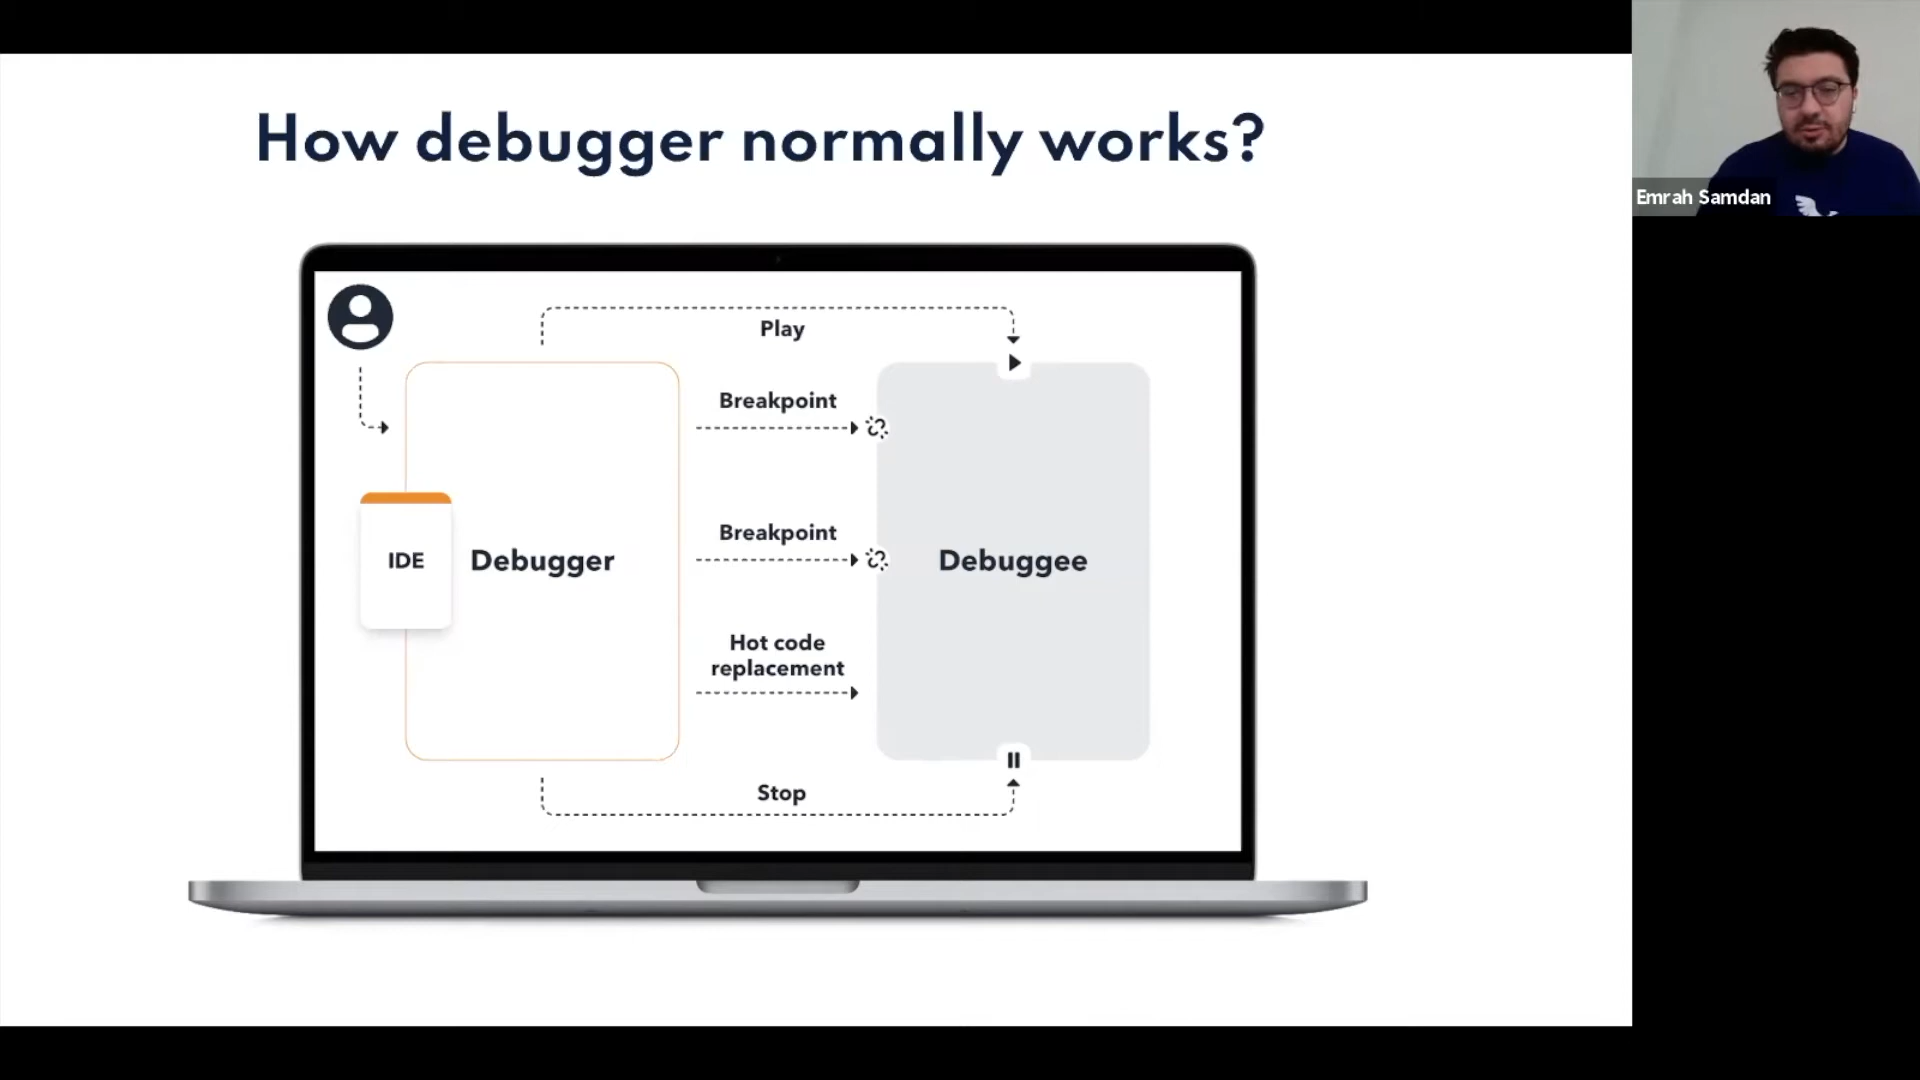 How debugger normally works?
Emrah Samdan
Play
Breakpoint
Breakpoint
IDE
Debugger
Debuggee
Hot code
replacement
Stop